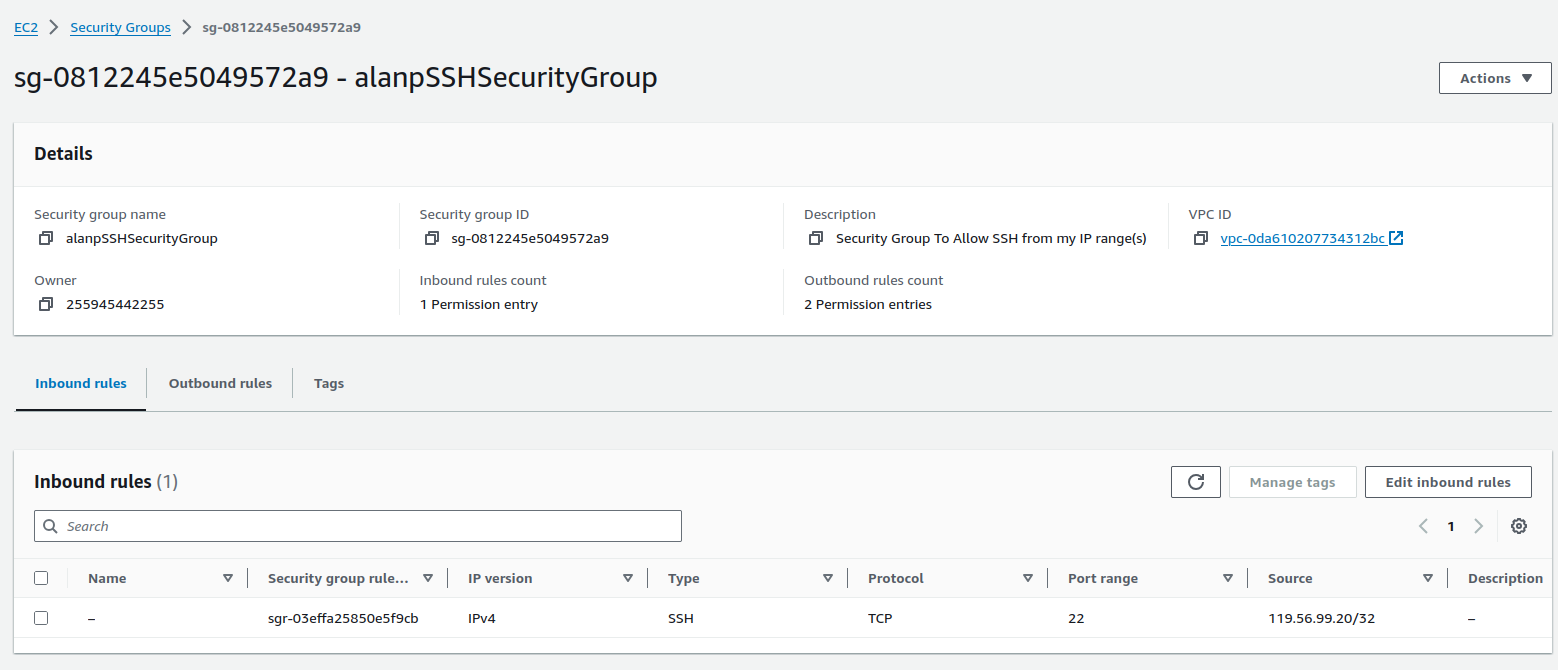 EC2 > Security Groups > sg-0812245e5049572a9
sg-0812245e5049572a9 - alanpSSHSecurityGroup
Actions
Details
Security group name
alanpSSHSecurityGroup
Security group ID
sg-0812245e5049572a9
Description
Security Group To Allow SSH from my IP range(s)
VPC ID
vpc-0da610207734312bc
Owner
255945442255
Inbound rules count
1 Permission entry
Outbound rules count
2 Permission entries
Inbound rules Outbound rules Tags
Inbound rules (1)
Manage tags Edit inbound rules
Search
1
Name Security group rule... IP version Type Protocol Port range Source Description
– sgr-03effa25850e5f9cb IPv4 SSH TCP 22 119.56.99.20/32 –